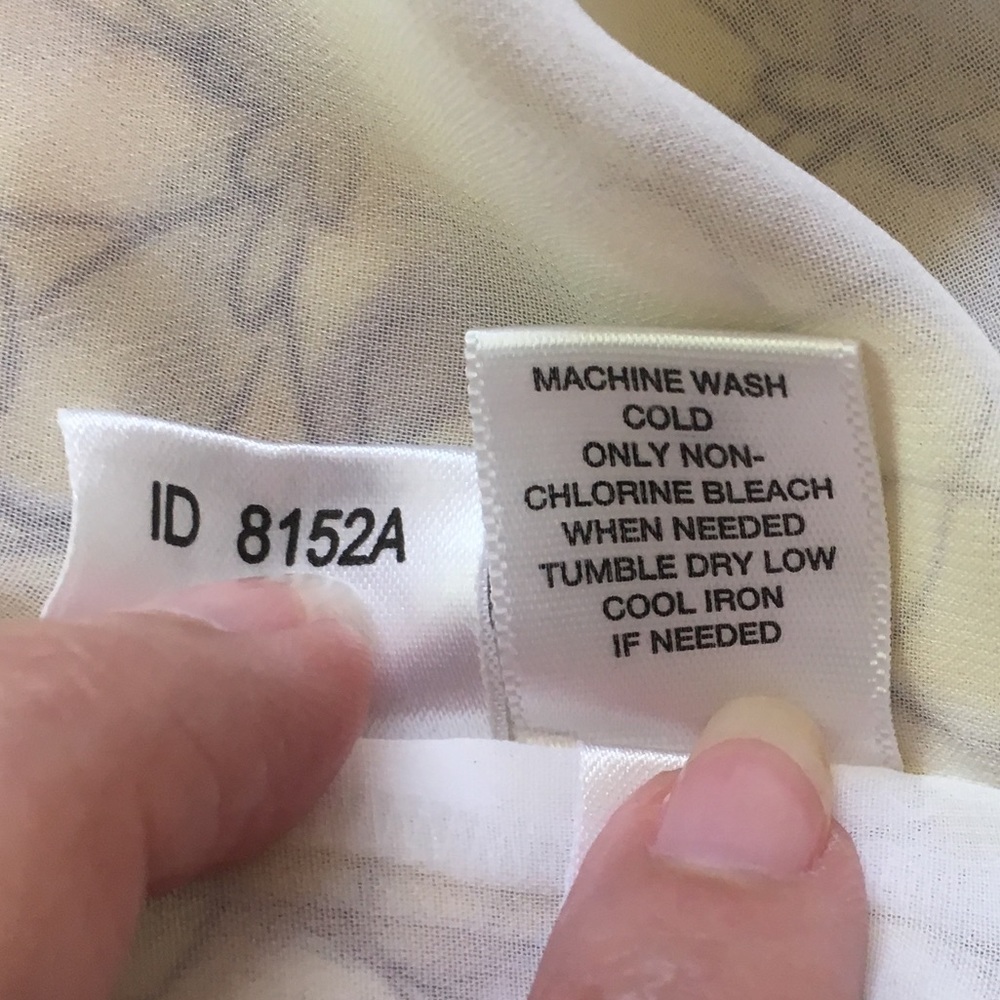 ID 8152A
MACHINE WASH
COLD
ONLY NON-
CHLORINE BLEACH
WHEN NEEDED
TUMBLE DRY LOW
COOL IRON
IF NEEDED